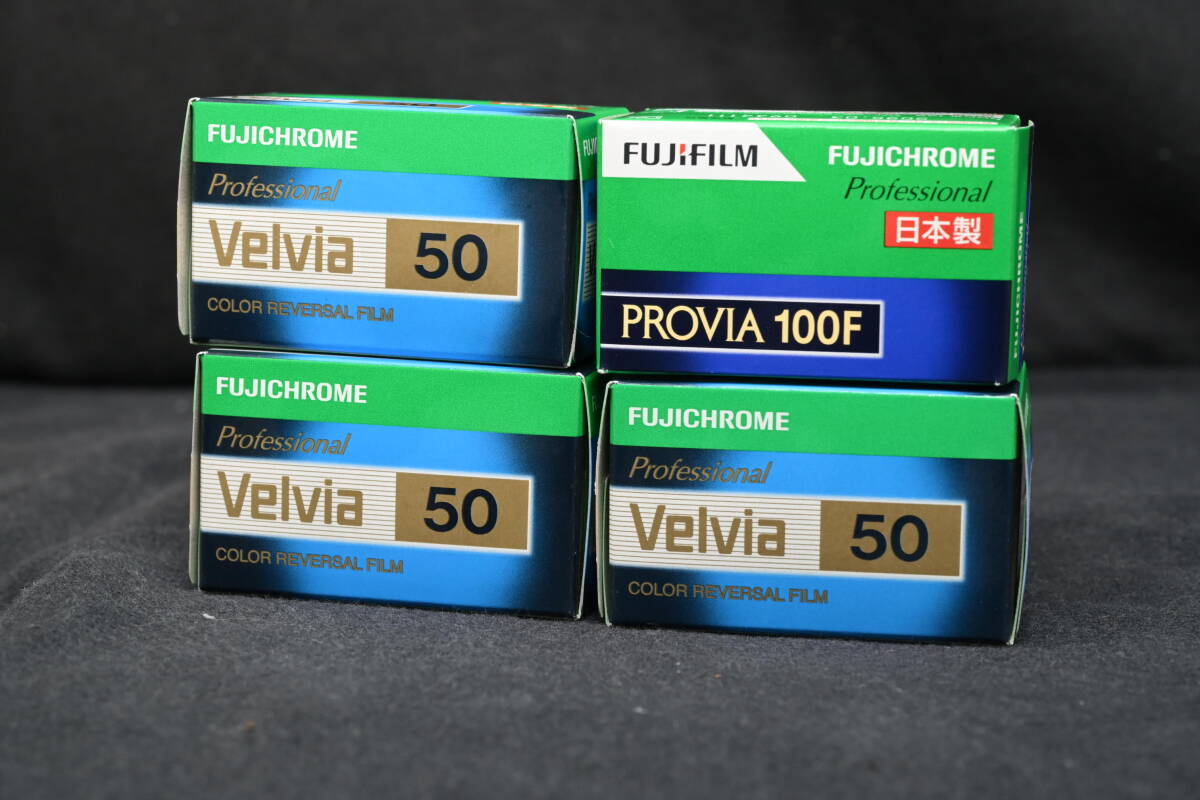 FUJICHROME
Professional
Velvia 50
COLOR REVERSAL FILM
FUJIFILM
FUJICHROME
Professional
日本製
PROVIA 100F
FUJICHROME
FUJICHROME
Professional
Velvia 50
COLOR REVERSAL FILM
FUJICHROME
Professional
Velvia 50
COLOR REVERSAL FILM